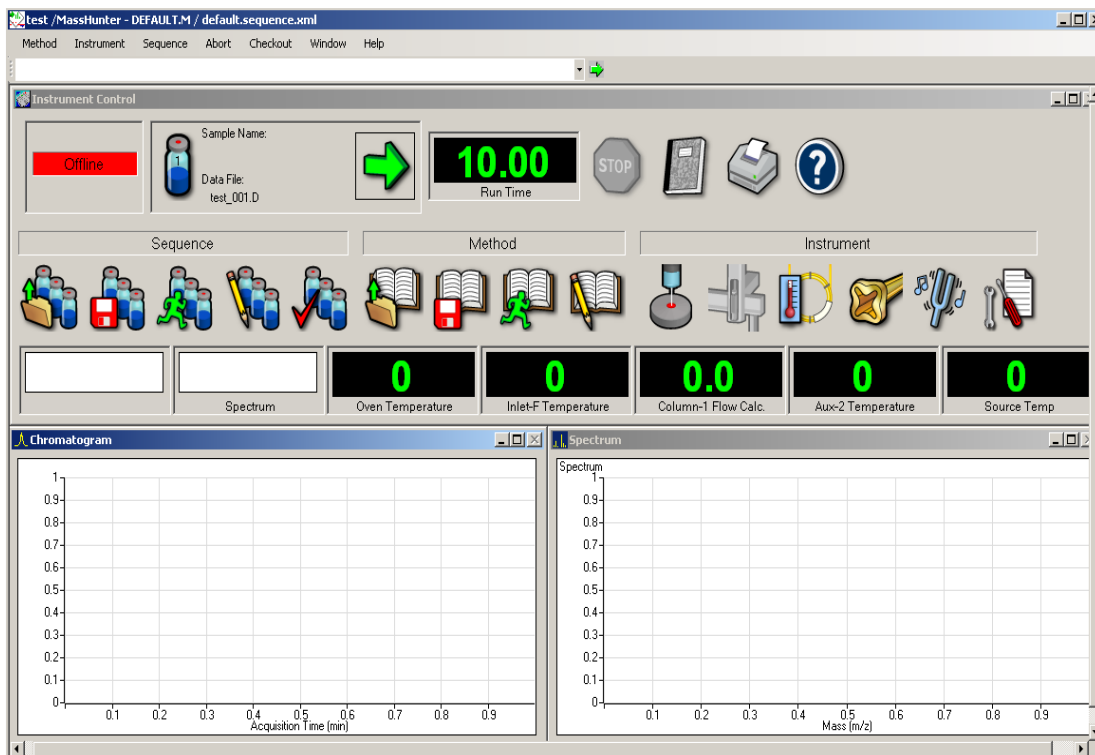 test /MassHunter - DEFAULT.M / default.sequence.xml
Method Instrument Sequence Abort Checkout Window Help
Instrument Control
Offline
1
Sample Name:
Data File:
test_001.D
10.00
Run Time
STOP
?
Sequence
Method
Instrument
0
0
0.0
0
0
Spectrum
Oven Temperature
Inlet-F Temperature
Column-1 Flow Calc.
Aux-2 Temperature
Source Temp
Chromatogram
1
0.9
0.8
0.7
0.6
0.5
0.4
0.3
0.2
0.1
0
0.1 0.2 0.3 0.4 0.5 0.6 0.7 0.8 0.9
Acquisition Time (min)
Spectrum
Spectrum
1
0.9
0.8
0.7
0.6
0.5
0.4
0.3
0.2
0.1
0
0.1 0.2 0.3 0.4 0.5 0.6 0.7 0.8 0.9
Mass (m/z)